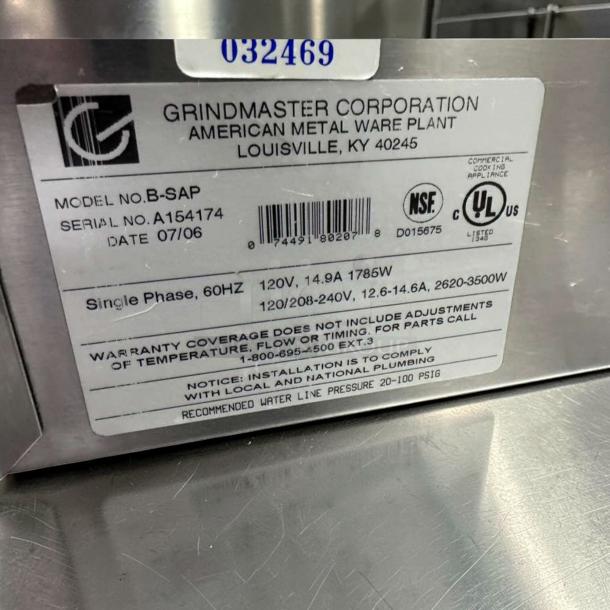 032469
GRINDMASTER CORPORATION
AMERICAN METAL WARE PLANT
LOUISVILLE, KY 40245
COMMERCIAL
COOKING
APPLIANCE
MODEL NO.B-SAP
SERIAL NO.A154174
DATE 07/06
0 74491 80207 8
NSF
D015675
C UL US
LISTED
Single Phase, 60HZ
120V, 14.9A 1785W
120/208-240V, 12.6-14.6A, 2620-3500W
WARRANTY COVERAGE DOES NOT INCLUDE ADJUSTMENTS
OF TEMPERATURE, FLOW OR TIMING. FOR PARTS CALL
1-800-695-4500 EXT.3
NOTICE: INSTALLATION IS TO COMPLY
WITH LOCAL AND NATIONAL PLUMBING
RECOMMENDED WATER LINE PRESSURE 20-100 PSIG